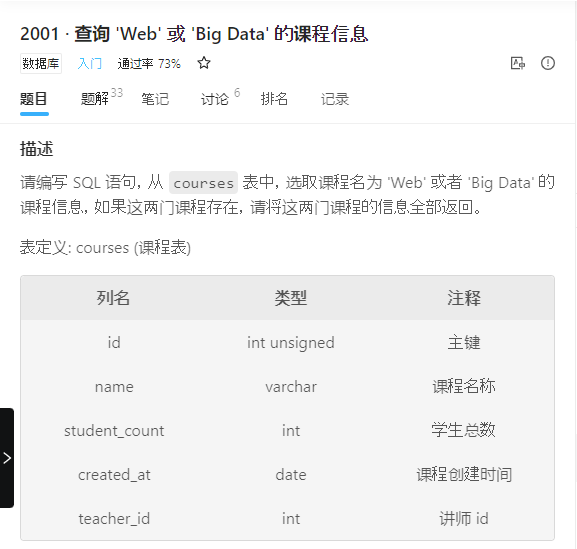 2001 · 查询 'Web' 或 'Big Data' 的课程信息
数据库 入门 通过率 73%
题目 题解 33 笔记 讨论 6 排名 记录
描述
请编写 SQL 语句, 从 courses 表中, 选取课程名为 'Web' 或者 'Big Data' 的
课程信息, 如果这两门课程存在, 请将这两门课程的信息全部返回。
表定义: courses (课程表)
列名 类型 注释
id int unsigned 主键
name varchar 课程名称
student_count int 学生总数
created_at date 课程创建时间
teacher_id int 讲师 id